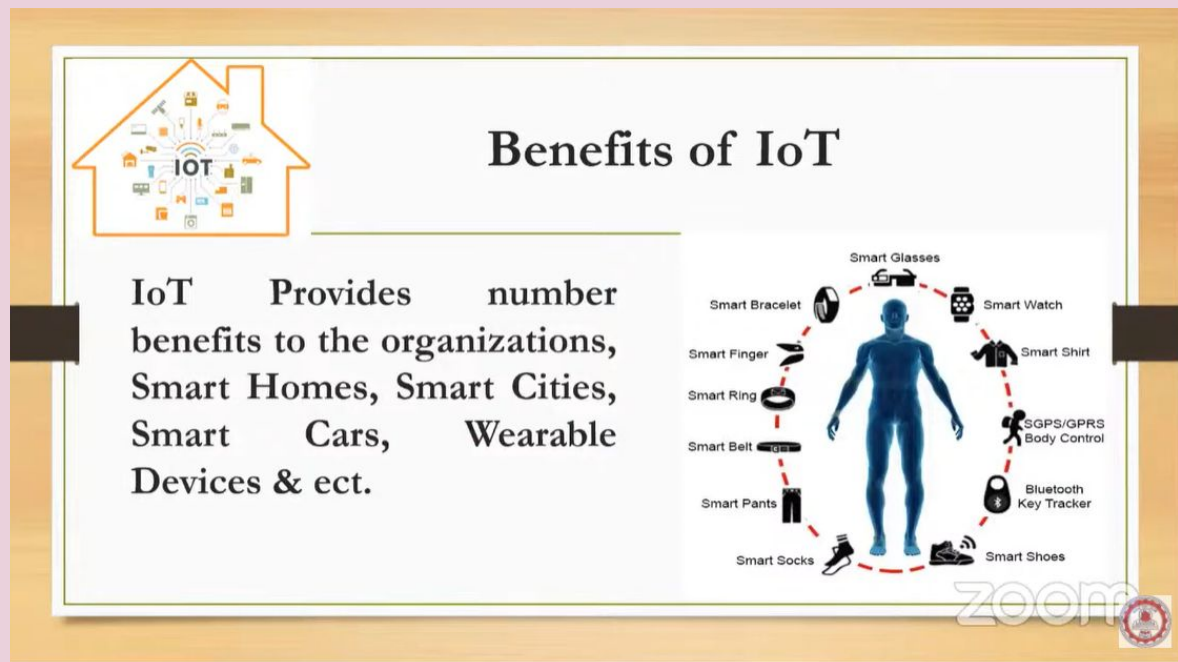 IOT
Benefits of IoT
IoT Provides number
benefits to the organizations,
Smart Homes, Smart Cities,
Smart Cars, Wearable
Devices & ect.
Smart Glasses
Smart Bracelet
Smart Watch
Smart Finger
Smart Shirt
Smart Ring
SGPS/GPRS
Body Control
Smart Belt
Bluetooth
Key Tracker
Smart Pants
Smart Socks
Smart Shoes
zoom